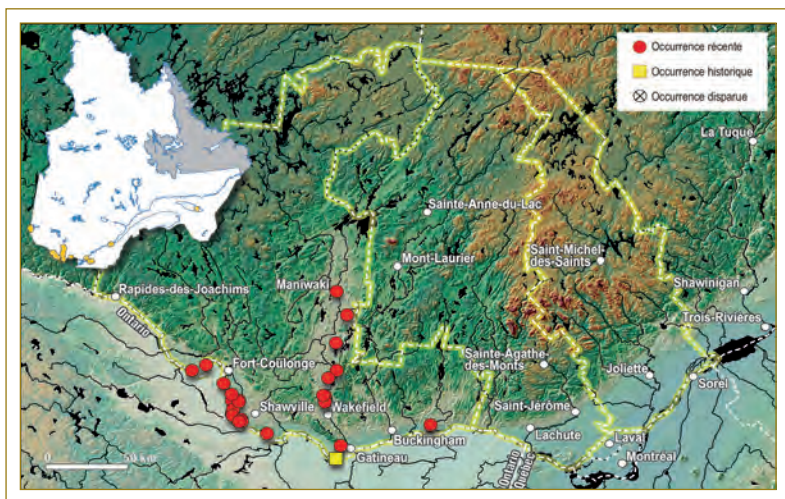 Occurrence récente
Occurrence historique
Occurrence disparue
La Tuque
Sainte-Anne-du-Lac
Mont-Laurier
Saint-Michel-
des-Saints
Maniwaki
Rapides-des-Joachims
Shawinigan
Ontario
Trois-Rivières
Fort-Coulonge
Sainte-Agathe-
des-Monts
Joliette
Sorel
Shawville
Wakefield
Saint-Jérôme
Buckingham
Lachute
Laval
Gatineau
Montréal
Ontario
Québec
0 50 km